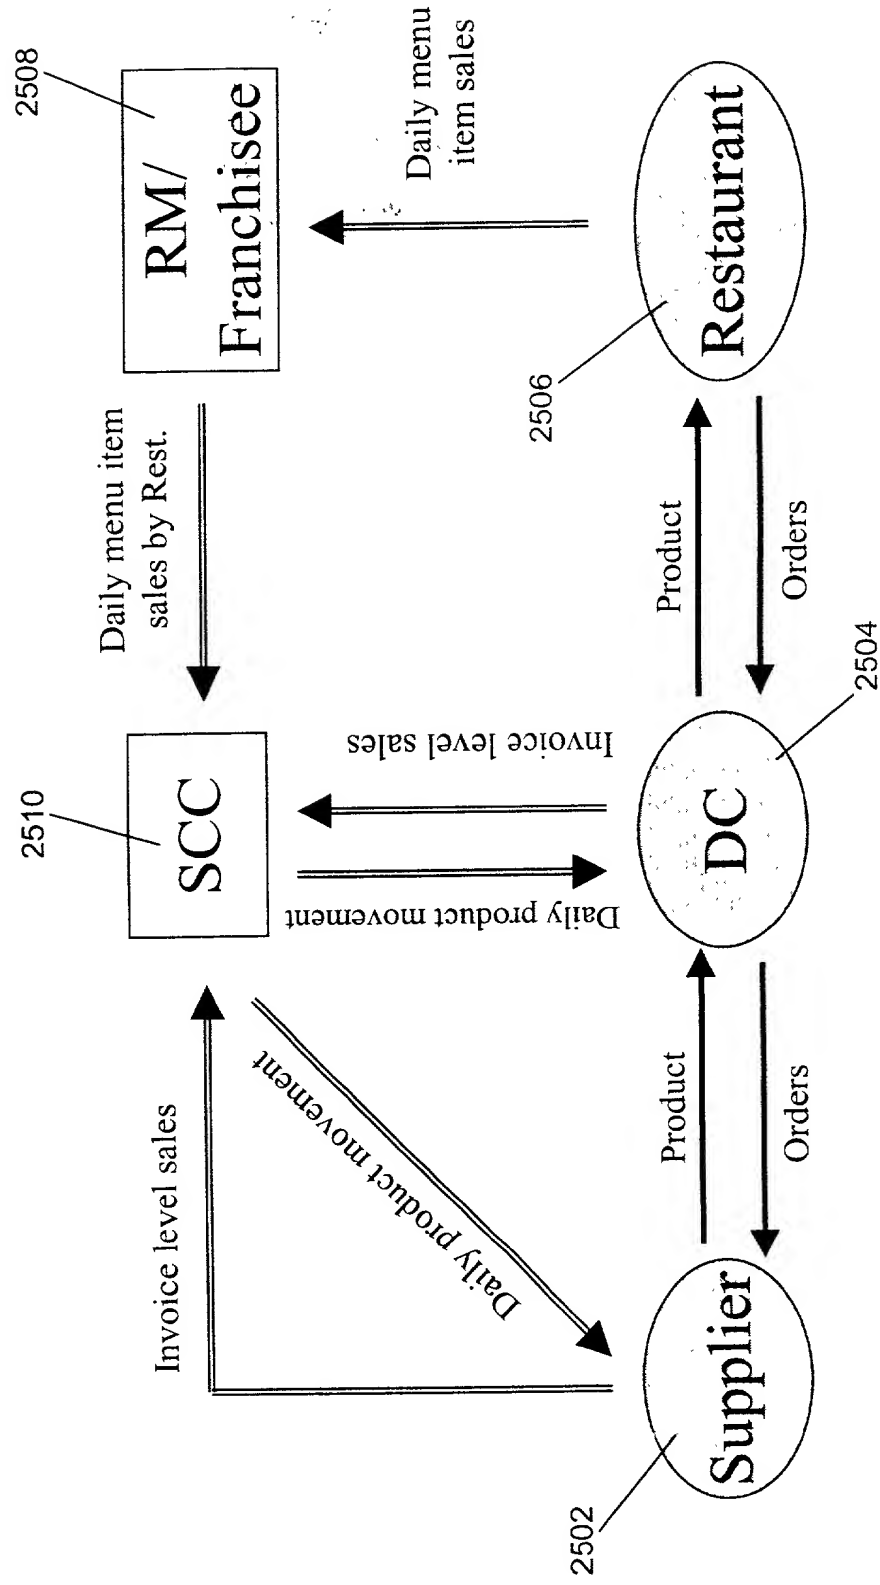 2510
2508
SCC
RM/
Franchisee
Invoice level sales
Daily menu item
sales by Rest.
Daily product movement
Daily product movement
Invoice level sales
Daily menu
item sales
2506
Product
Product
2502
Supplier
DC
Restaurant
Orders
Orders
2504